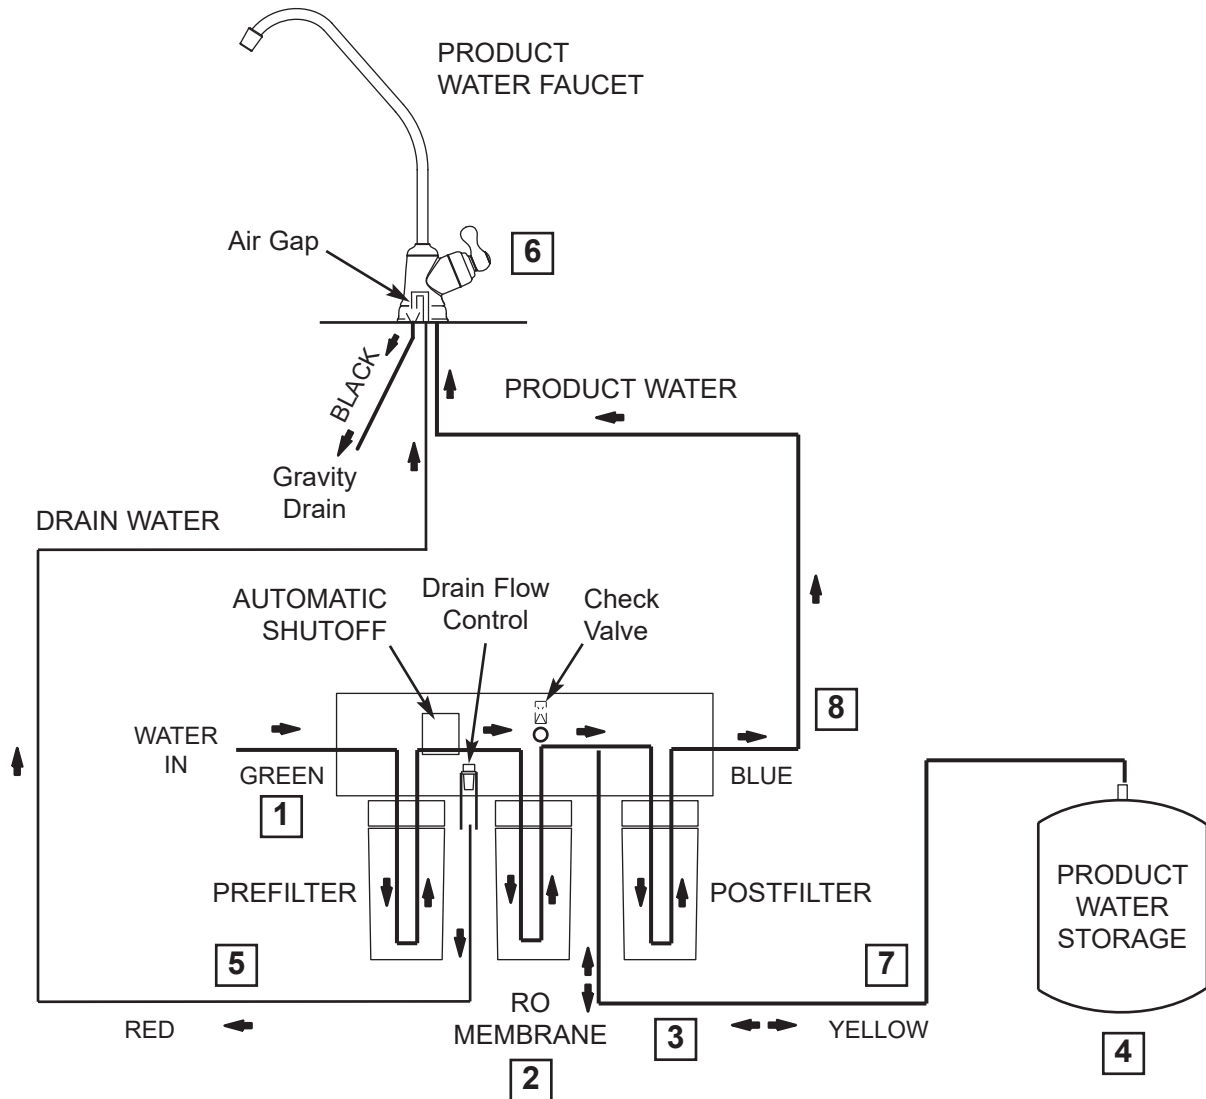 PRODUCT
WATER FAUCET
Air Gap
6
BLACK
PRODUCT WATER
Gravity
Drain
DRAIN WATER
AUTOMATIC
SHUTOFF
Drain Flow
Control
Check
Valve
8
WATER
IN
GREEN
BLUE
1
PREFILTER
POSTFILTER
PRODUCT
WATER
STORAGE
5
7
RED
RO
MEMBRANE
2
3
YELLOW
4